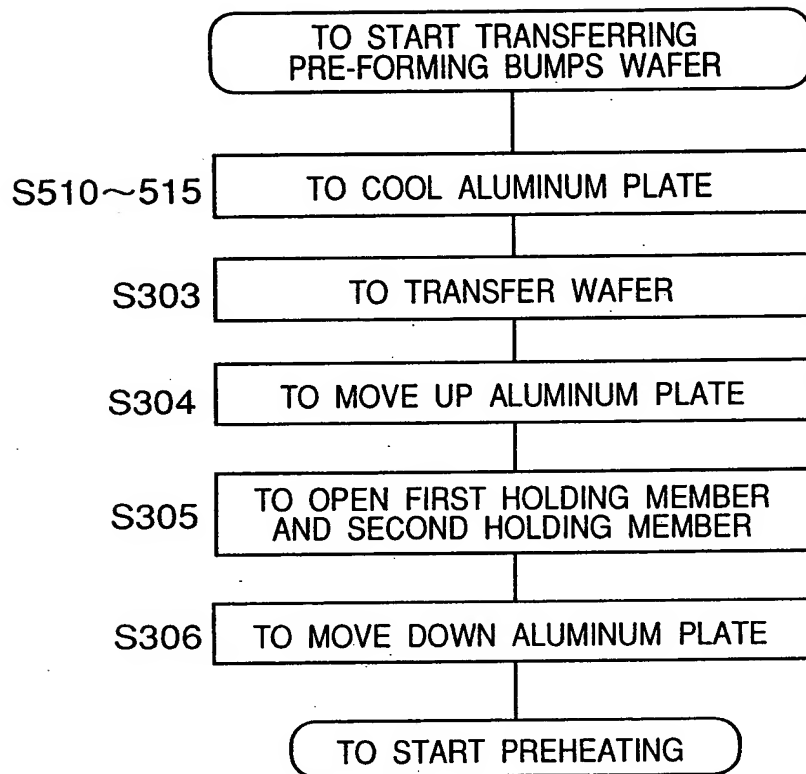 TO START TRANSFERRING
PRE-FORMING BUMPS WAFER
S510~515
TO COOL ALUMINUM PLATE
S303
TO TRANSFER WAFER
S304
TO MOVE UP ALUMINUM PLATE
S305
TO OPEN FIRST HOLDING MEMBER
AND SECOND HOLDING MEMBER
S306
TO MOVE DOWN ALUMINUM PLATE
TO START PREHEATING